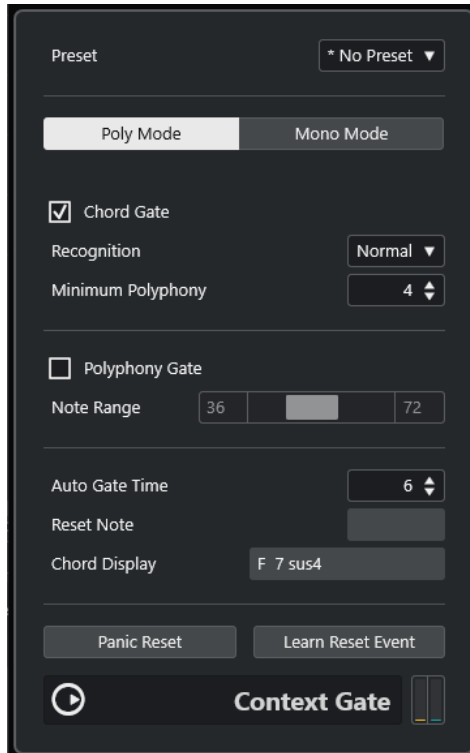 Preset * No Preset
Poly Mode Mono Mode
Chord Gate
Recognition Normal
Minimum Polyphony 4
Polyphony Gate
Note Range 36 72
Auto Gate Time 6
Reset Note
Chord Display F 7 sus4
Panic Reset Learn Reset Event
Context Gate